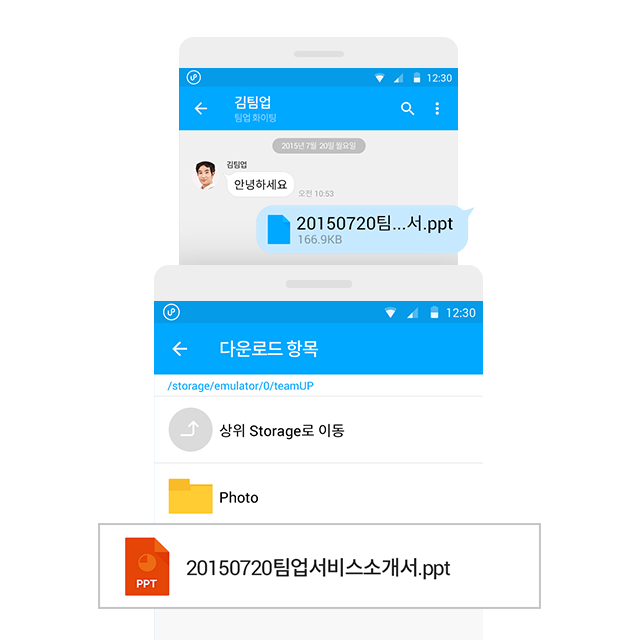 12:30
김팀업
팀업 화이팅
2015년 7월 20일 월요일
김팀업
안녕하세요
오전 10:53
20150720팀...서.ppt
166.9KB
12:30
다운로드 항목
/storage/emulator/0/teamUP
상위 Storage로 이동
Photo
PPT
20150720팀업서비스소개서.ppt